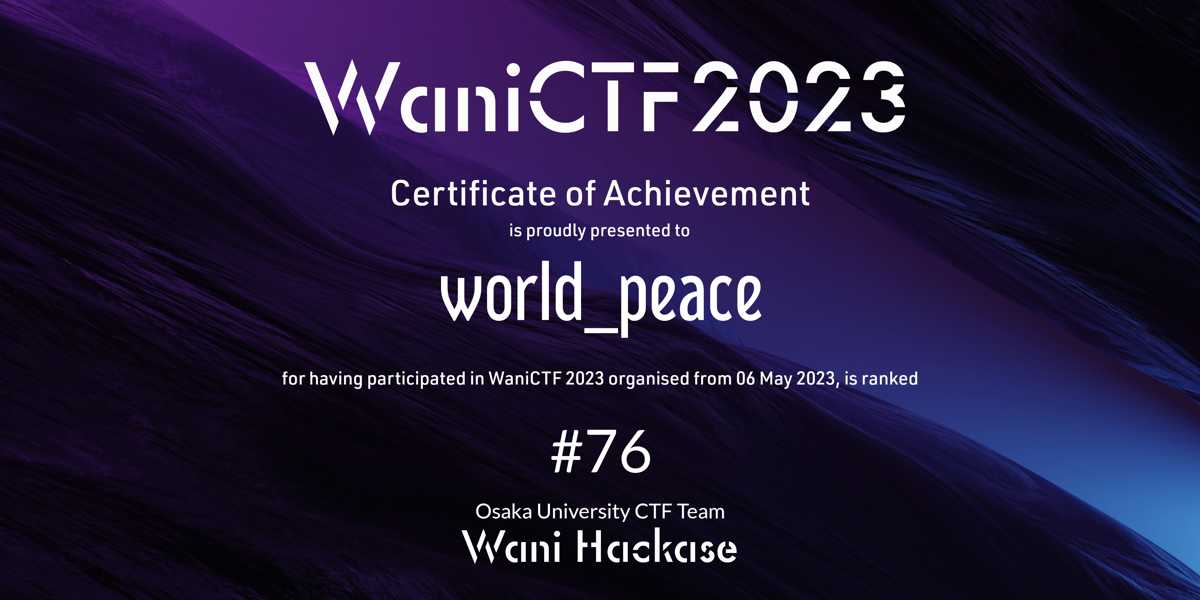 WaniCTF2023
Certificate of Achievement
is proudly presented to
world_peace
for having participated in WaniCTF 2023 organised from 06 May 2023, is ranked
#76
Osaka University CTF Team
Wani Hackase